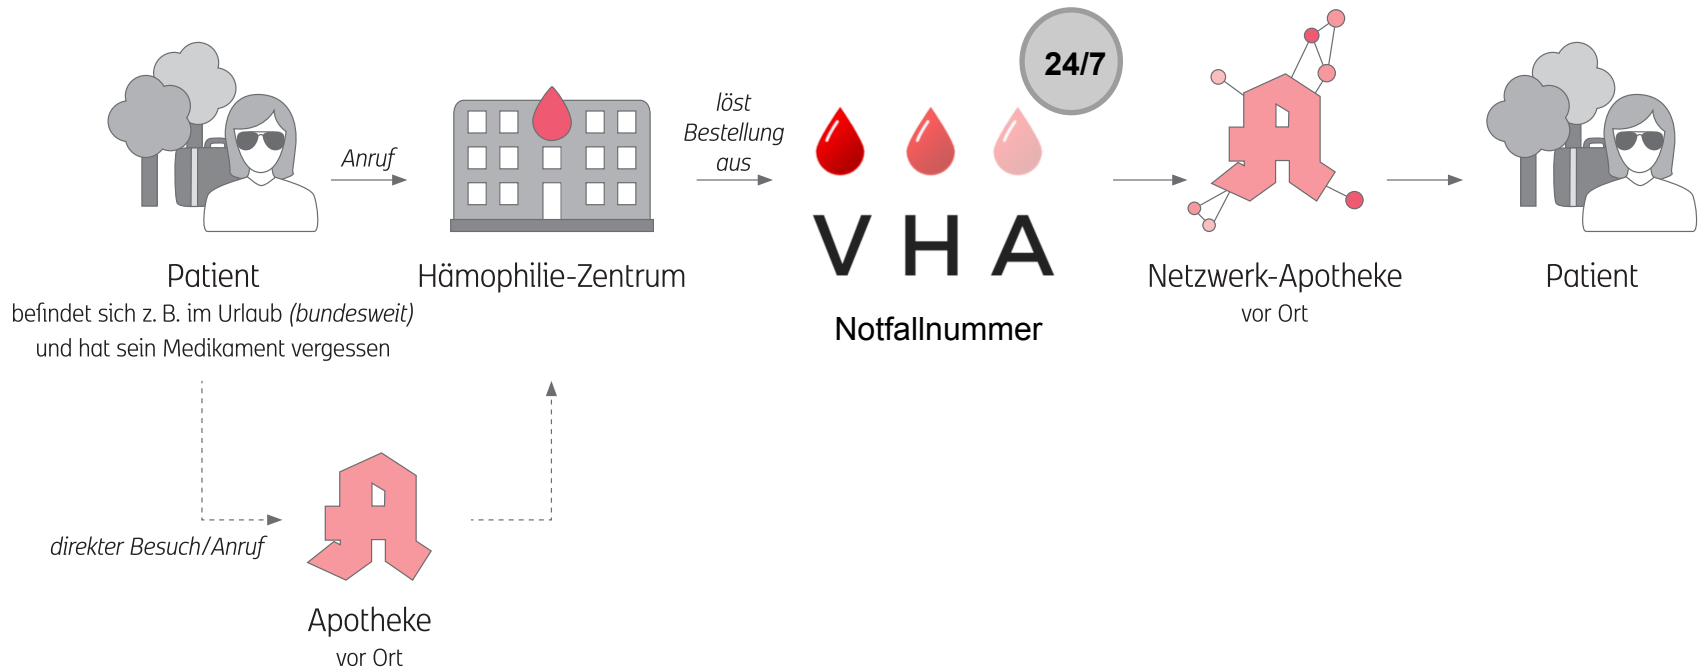 Patient
befindet sich z. B. im Urlaub (bundesweit)
und hat sein Medikament vergessen
Anruf
Hämophilie-Zentrum
löst
Bestellung
aus
24/7
VHA
Notfallnummer
Netzwerk-Apotheke
vor Ort
Patient
direkter Besuch/Anruf
Apotheke
vor Ort